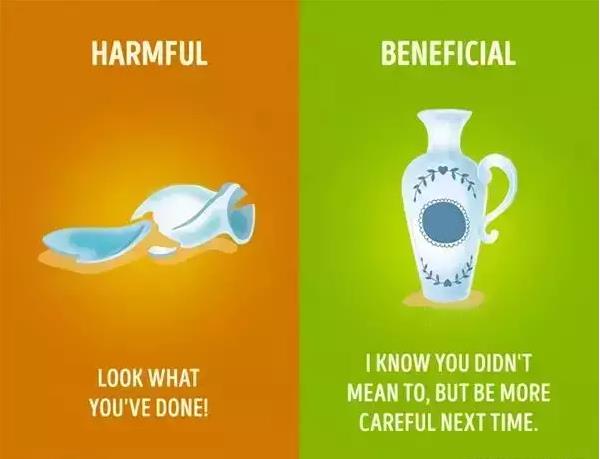 HARMFUL
LOOK WHAT
YOU'VE DONE!
BENEFICIAL
I KNOW YOU DIDN'T
MEAN TO, BUT BE MORE
CAREFUL NEXT TIME.